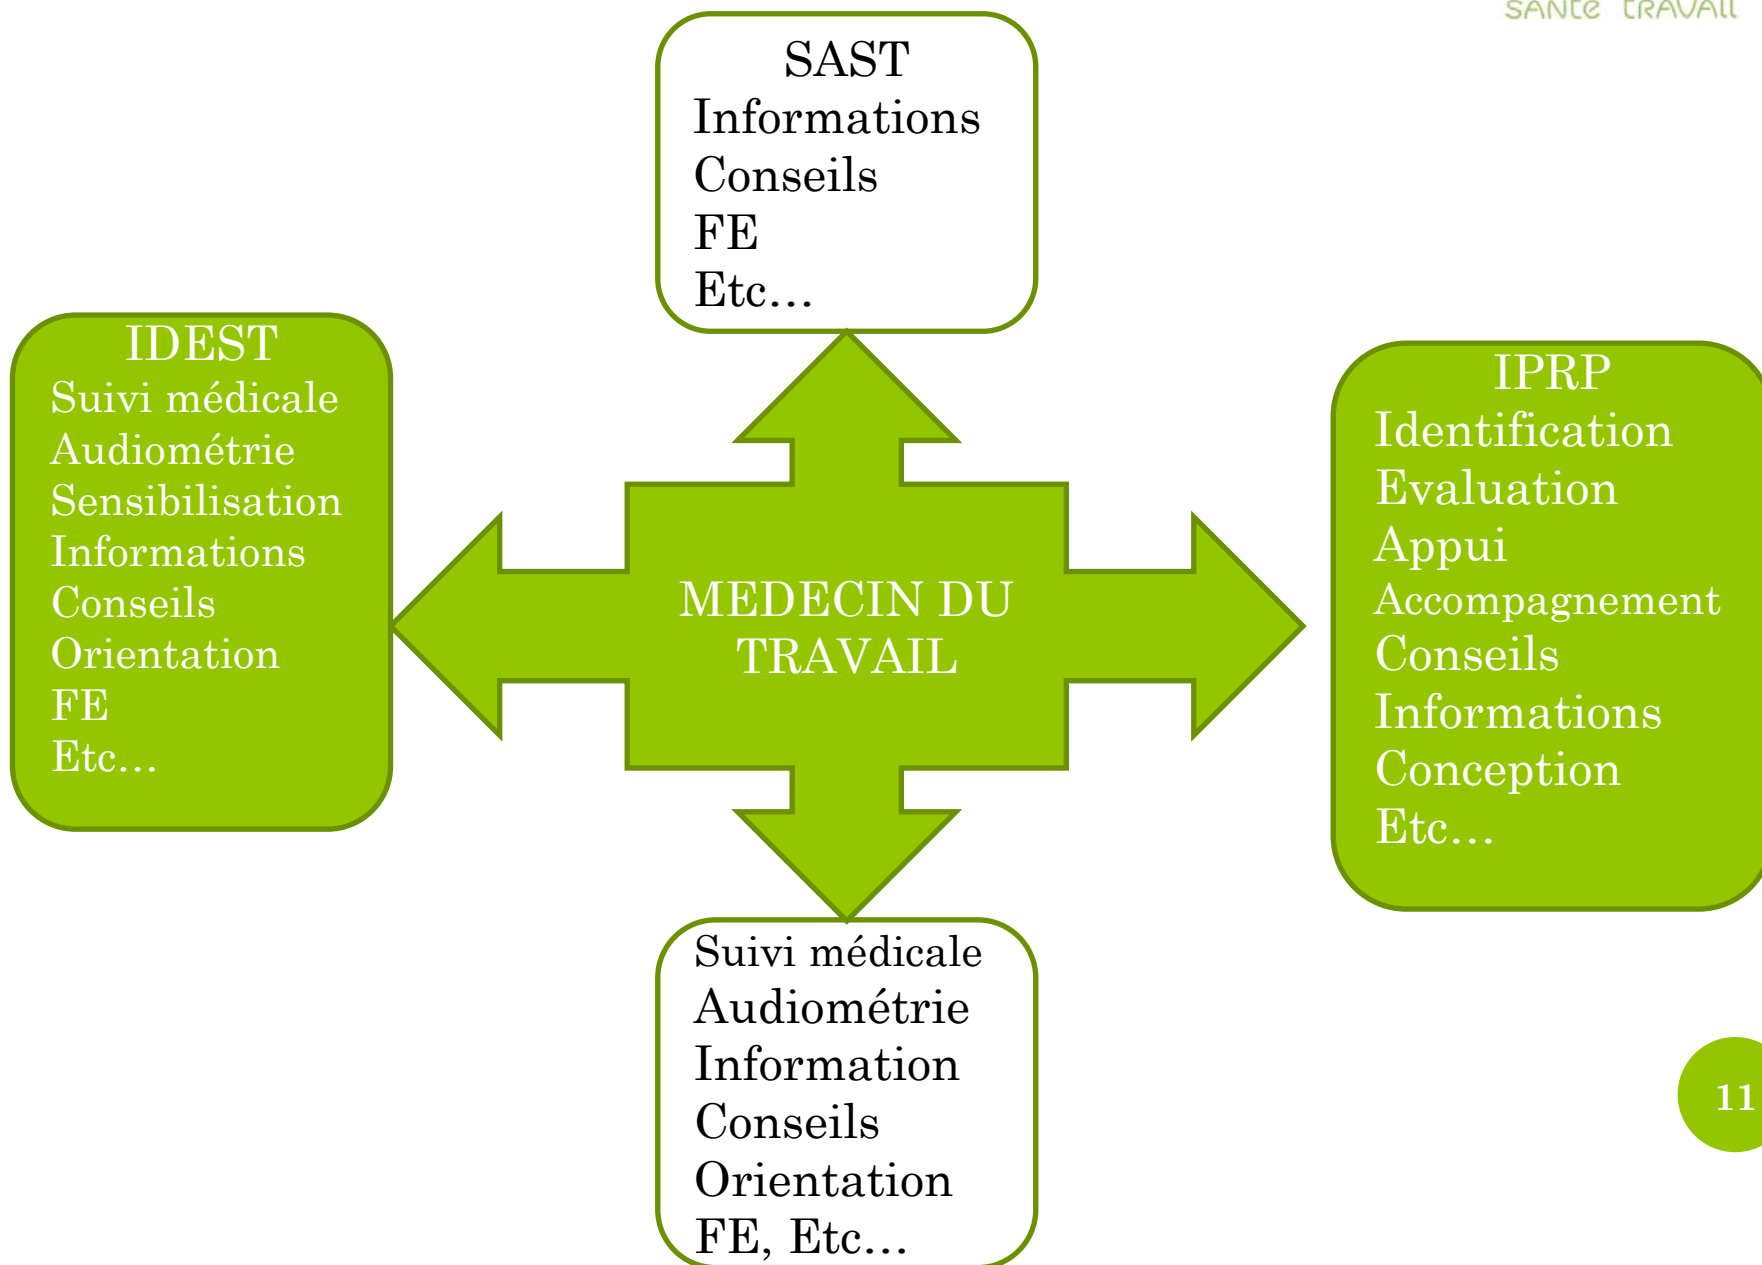 santé travail
SAST
Informations
Conseils
FE
Etc...
IDEST
Suivi médicale
Audiométrie
Sensibilisation
Informations
Conseils
Orientation
FE
Etc...
MEDECIN DU
TRAVAIL
IPRP
Identification
Evaluation
Appui
Accompagnement
Conseils
Informations
Conception
Etc...
Suivi médicale
Audiométrie
Information
Conseils
Orientation
FE, Etc...
11